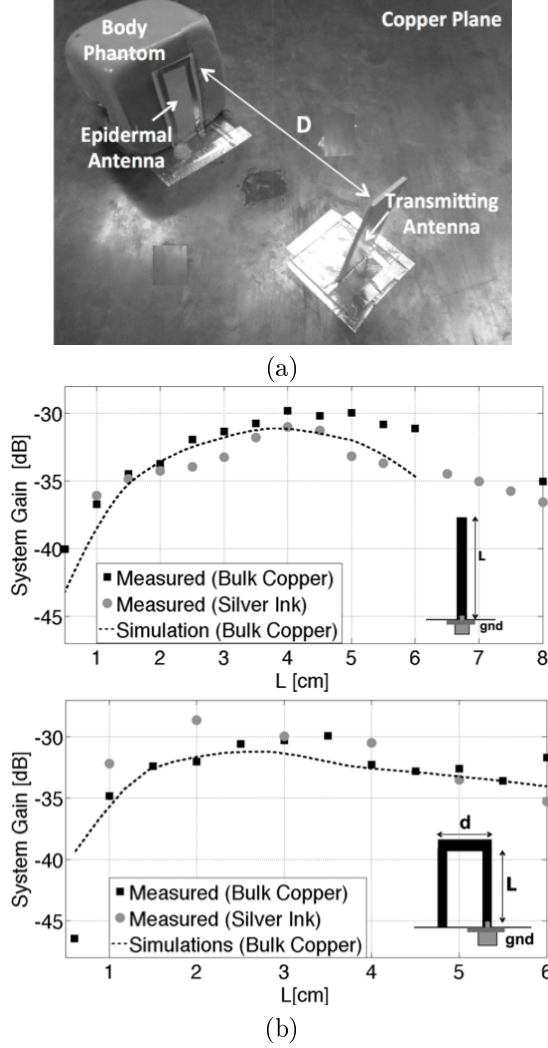 Copper Plane
Body
Phantom
Epidermal
Antenna
D
Transmitting
Antenna
(a)
System Gain [dB]
-30
-35
-40
-45
Measured (Bulk Copper)
Measured (Silver Ink)
Simulation (Bulk Copper)
L
gnd
1 2 3 4 5 6 7 8
L [cm]
System Gain [dB]
-30
-35
-40
-45
Measured (Bulk Copper)
Measured (Silver Ink)
Simulations (Bulk Copper)
d
L
gnd
1 2 3 4 5 6
L[cm]
(b)